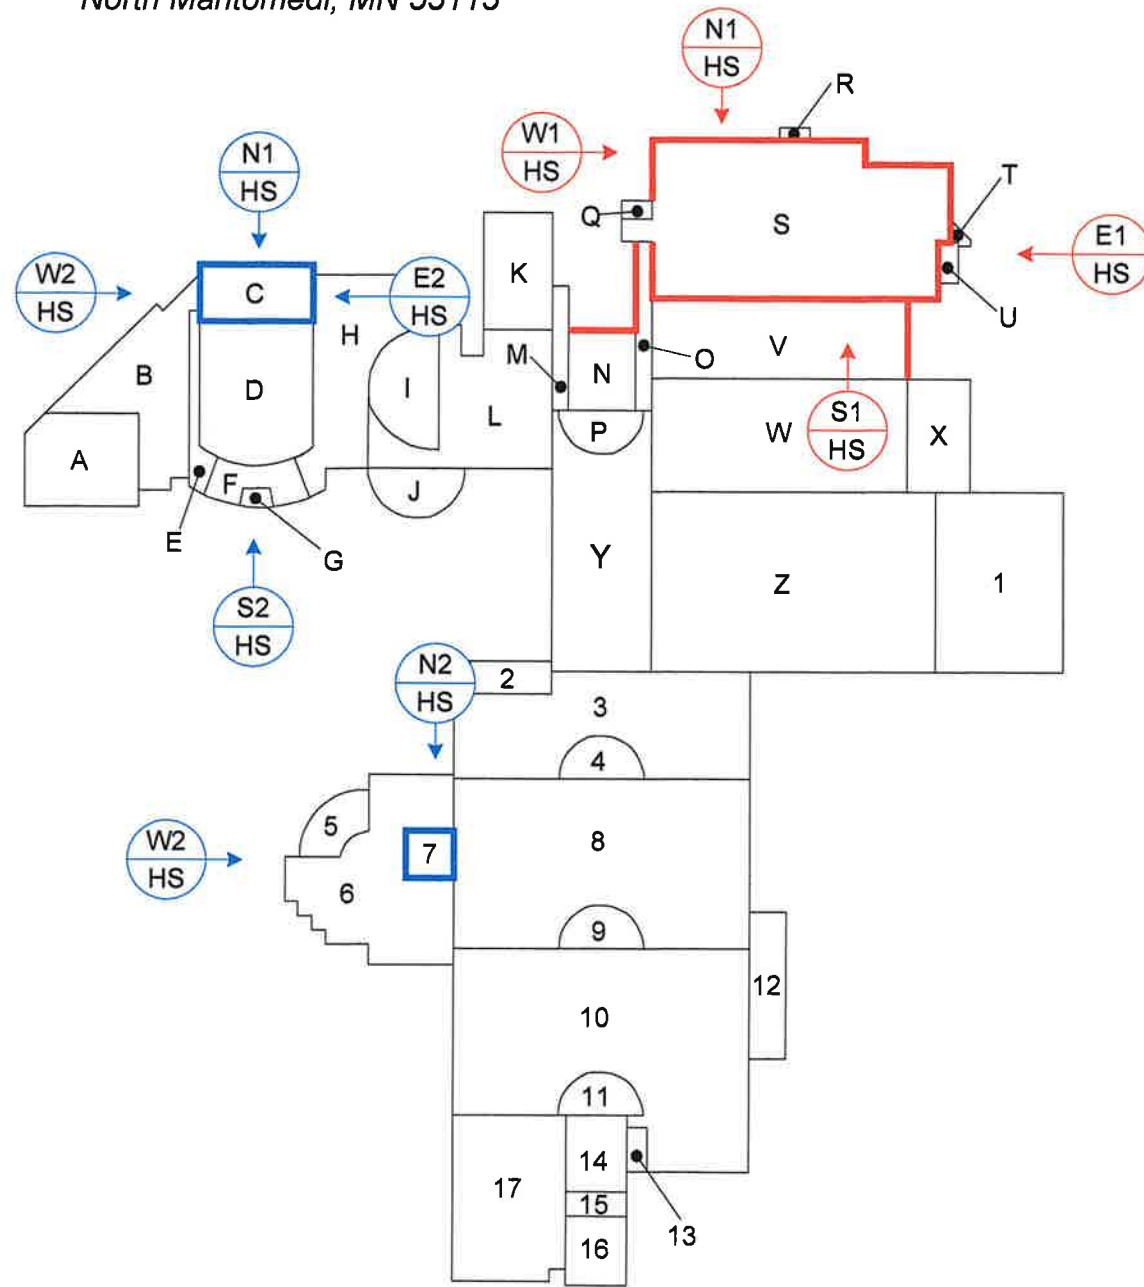 North Mahtomedi, MN 55115
N1
HS
R
W1
HS
N1
HS
T
Q
S
E1
HS
K
W2
HS
C
E2
HS
U
H
M
N
O
V
B
D
I
L
S1
HS
A
P
W
X
F
J
E
G
Y
Z
1
S2
HS
N2
HS
2
3
4
5
W2
HS
7
8
6
9
12
10
11
14
17
15
13
16